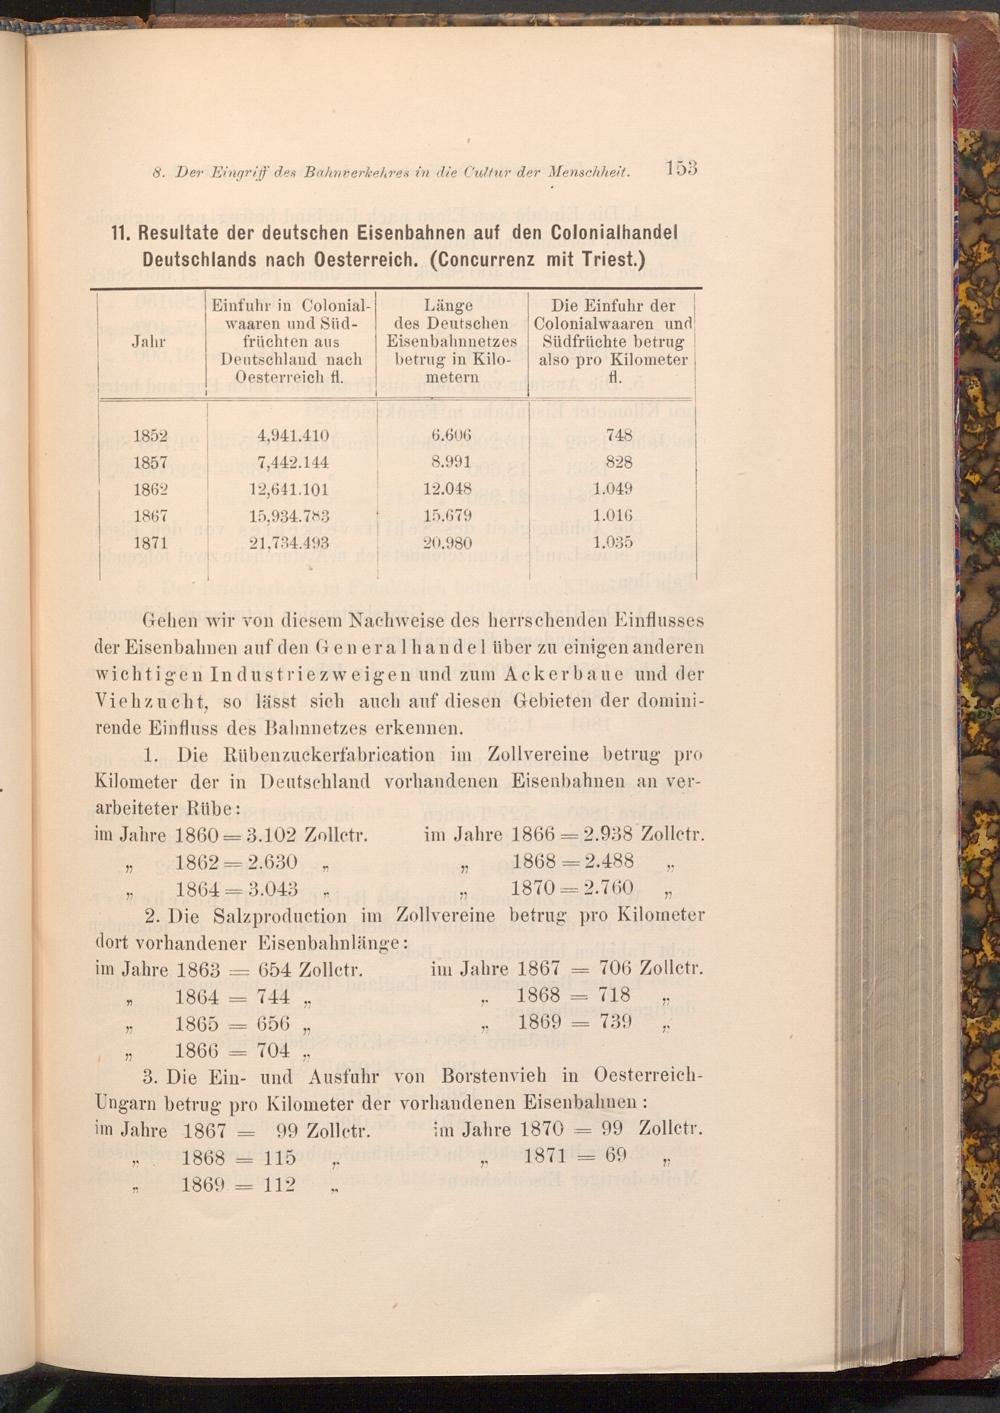 8. Der Eingriff des Bahnverkehres in die Cultur der Menschheit. 153
11. Resultate der deutschen Eisenbahnen auf den Colonialhandel
Deutschlands nach Oesterreich. (Concurrenz mit Triest.)
Jahr
Einfuhr in Colonial-
waaren und Süd-
früchten aus
Deutschland nach
Oesterreich fl.
Länge
des Deutschen
Eisenbahnnetzes
betrug in Kilo-
metern
Die Einfuhr der
Colonialwaaren und
Südfrüchte betrug
also pro Kilometer
fl.
1852 4,941.410 6.606 748
1857 7,442.144 8.991 828
1862 12,641.101 12.048 1.049
1867 15,934.783 15.679 1.016
1871 21,734.493 20.980 1.035
Gehen wir von diesem Nachweise des herrschenden Einflusses
der Eisenbahnen auf den Generalhandel über zu einigen anderen
wichtigen Industriezweigen und zum Ackerbaue und der
Viehzucht, so lässt sich auch auf diesen Gebieten der domini-
rende Einfluss des Bahnnetzes erkennen.
1. Die Rübenzuckerfabrication im Zollvereine betrug pro
Kilometer der in Deutschland vorhandenen Eisenbahnen an ver-
arbeiteter Rübe:
im Jahre 1860 = 3.102 Zollctr. im Jahre 1866 = 2.938 Zollctr.
„ 1862 = 2.630 „ „ 1868 = 2.488 „
„ 1864 = 3.043 „ „ 1870 = 2.760 „
2. Die Salzproduction im Zollvereine betrug pro Kilometer
dort vorhandener Eisenbahnlänge:
im Jahre 1863 = 654 Zollctr. im Jahre 1867 = 706 Zollctr.
„ 1864 = 744 „ „ 1868 = 718 „
„ 1865 = 656 „ „ 1869 = 739 „
„ 1866 = 704 „
3. Die Ein- und Ausfuhr von Borstenvieh in Oesterreich-
Ungarn betrug pro Kilometer der vorhandenen Eisenbahnen:
im Jahre 1867 = 99 Zollctr. im Jahre 1870 = 99 Zollctr.
„ 1868 = 115 „ „ 1871 = 69 „
„ 1869 = 112 „